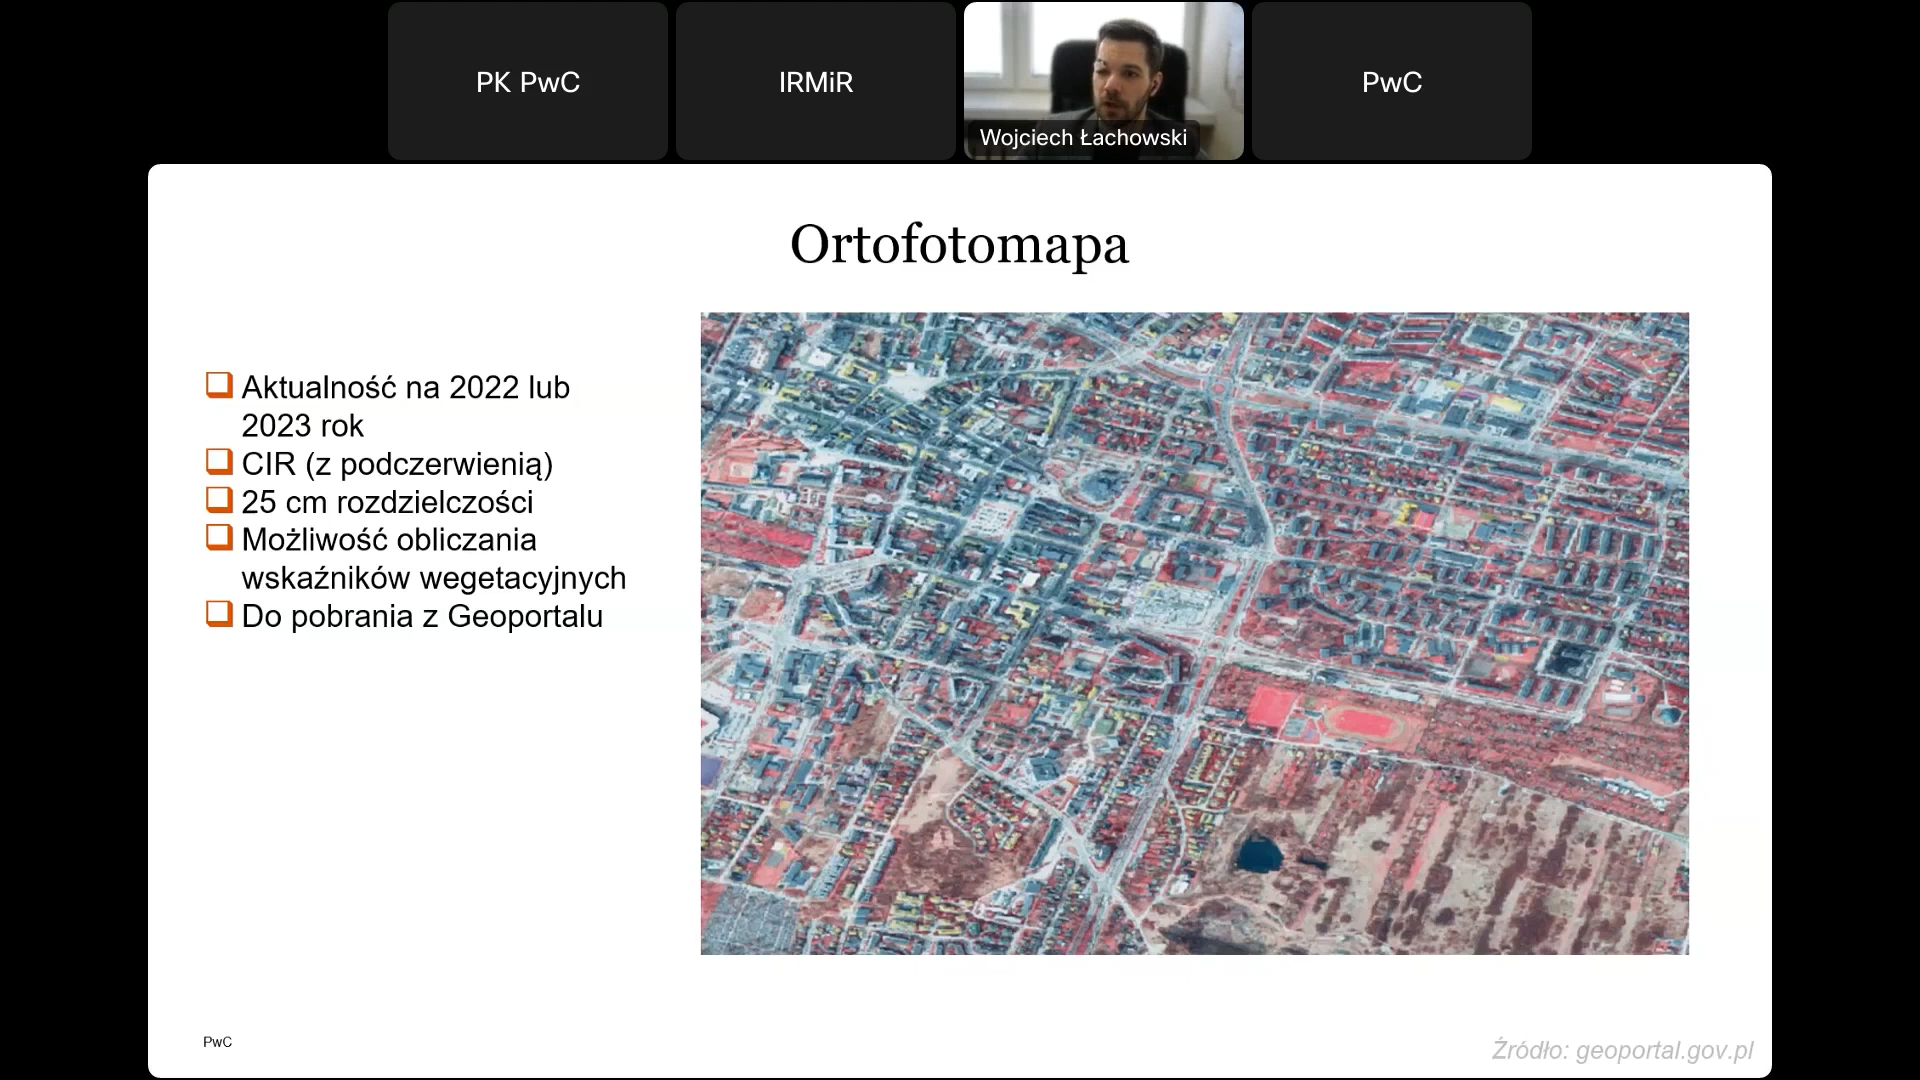 PK PwC
IRMiR
Wojciech Łachowski
PwC
Ortofotomapa
Aktualność na 2022 lub
2023 rok
CIR (z podczerwienią)
25 cm rozdzielczości
Możliwość obliczania
wskaźników wegetacyjnych
Do pobrania z Geoportalu
PwC
Źródło: geoportal.gov.pl